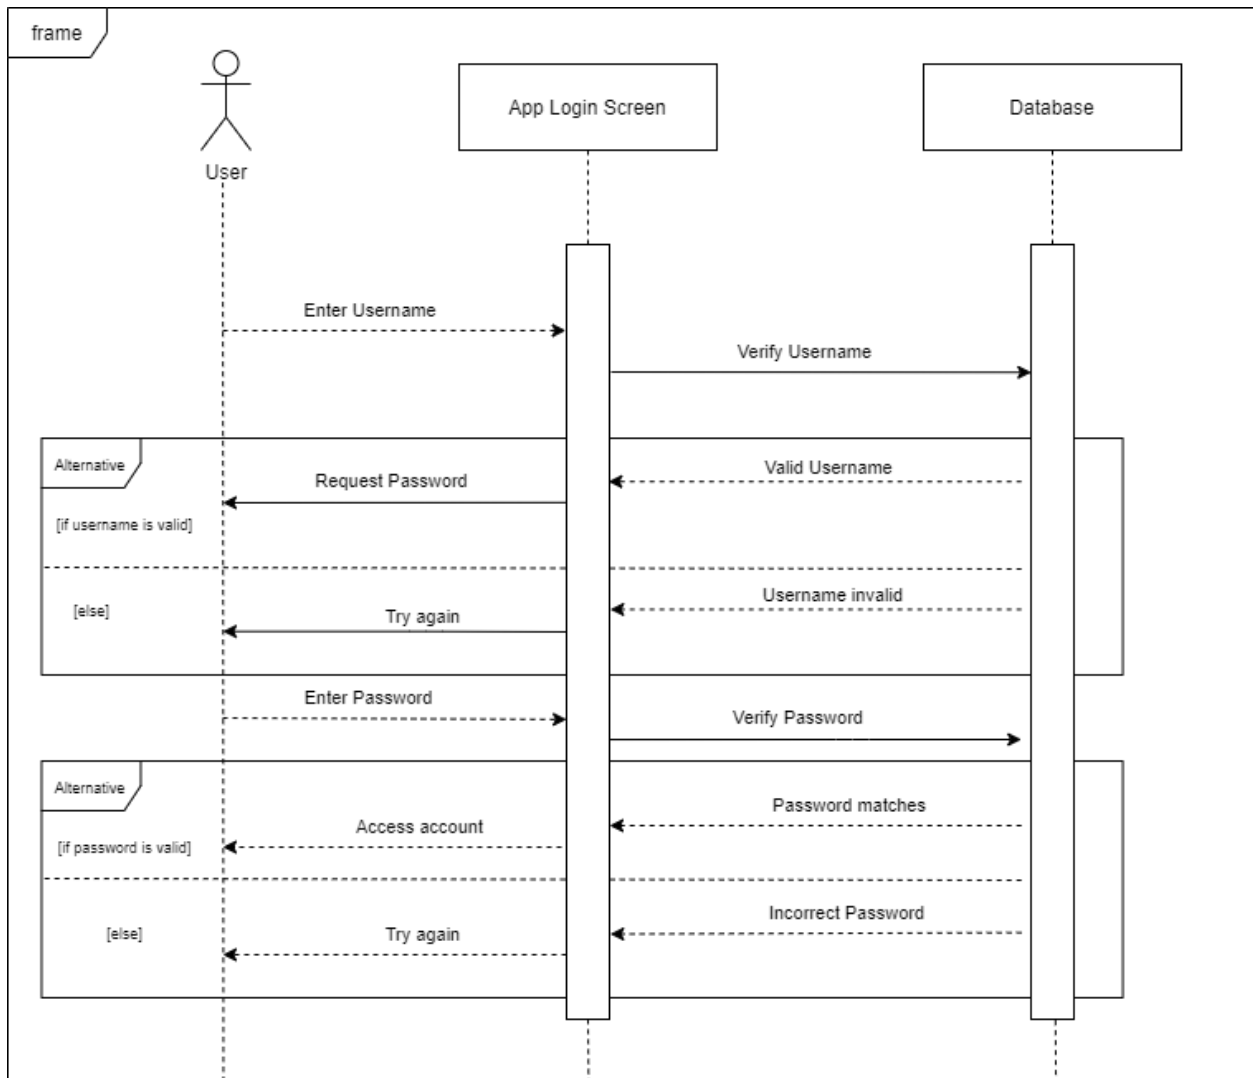 frame
User
App Login Screen
Database
Enter Username
Verify Username
Alternative
Valid Username
Request Password
[if username is valid]
Username invalid
[else]
Try again
Enter Password
Verify Password
Alternative
Password matches
Access account
[if password is valid]
Incorrect Password
[else]
Try again